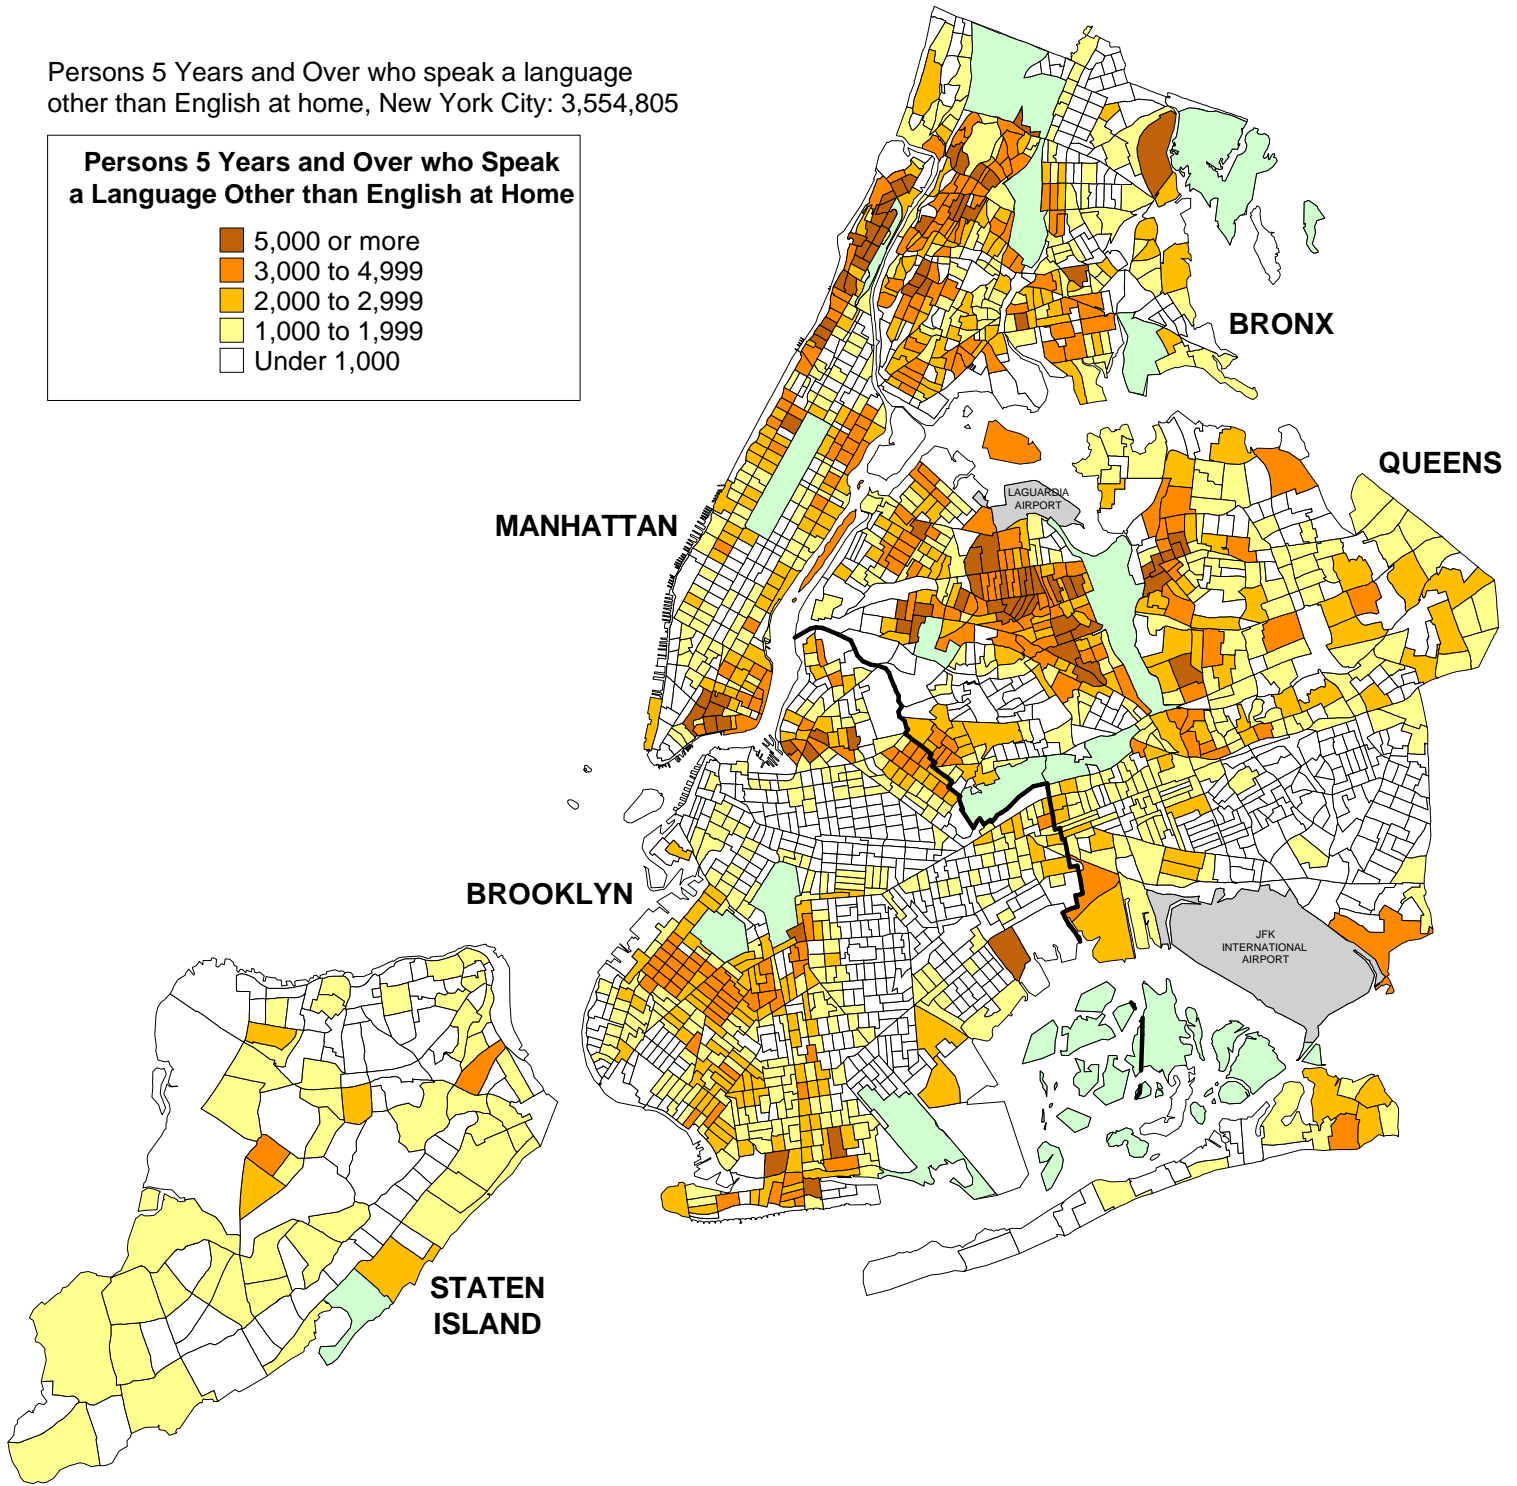 Persons 5 Years and Over who speak a language
other than English at home, New York City: 3,554,805
Persons 5 Years and Over who Speak
a Language Other than English at Home
5,000 or more
3,000 to 4,999
2,000 to 2,999
1,000 to 1,999
Under 1,000
BRONX
QUEENS
LAGUARDIA
AIRPORT
MANHATTAN
BROOKLYN
JFK
INTERNATIONAL
AIRPORT
STATEN
ISLAND